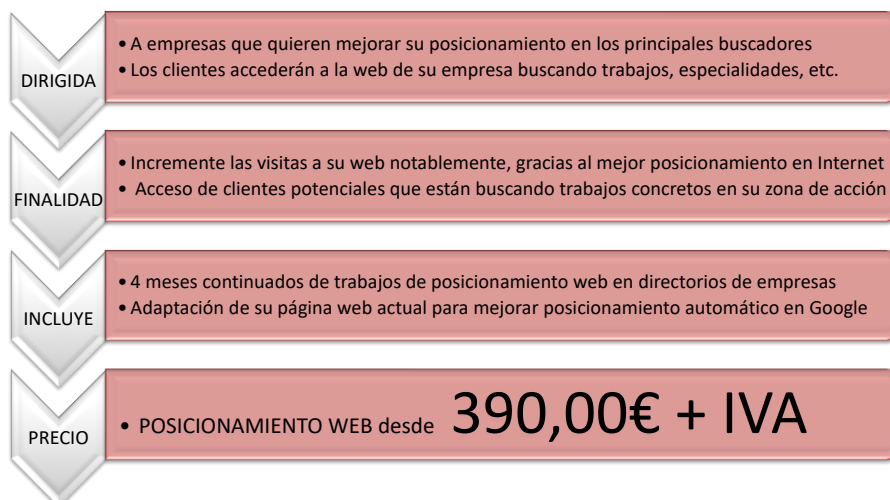 DIRIGIDA
• A empresas que quieren mejorar su posicionamiento en los principales buscadores
• Los clientes accederán a la web de su empresa buscando trabajos, especialidades, etc.
FINALIDAD
• Incremente las visitas a su web notablemente, gracias al mejor posicionamiento en Internet
• Acceso de clientes potenciales que están buscando trabajos concretos en su zona de acción
INCLUYE
• 4 meses continuados de trabajos de posicionamiento web en directorios de empresas
• Adaptación de su página web actual para mejorar posicionamiento automático en Google
PRECIO
• POSICIONAMIENTO WEB desde 390,00€ + IVA